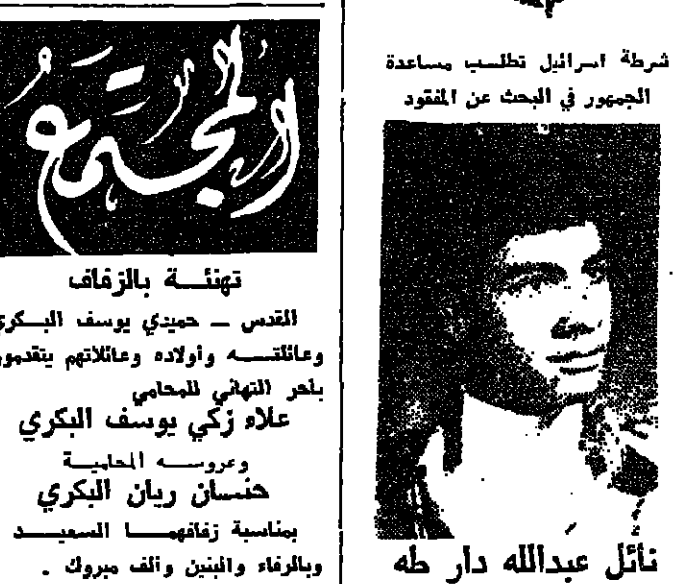 شرطة اسرائيل تطلب مساعدة
الجمهور في البحث عن المفقود
نائل عبدالله دار طه
المجتمع
تهنئة بالزفاف
القدس — حميدي يوسف البكري
وعائلته وأولاده وعائلاتهم يتقدمون
بأحر التهاني للمحامي
علاء زكي يوسف البكري
وعروسه المحامية
حنسان ريان البكري
بمناسبة زفافهما السعيد
وبالرفاء والبنين وألف مبروك .